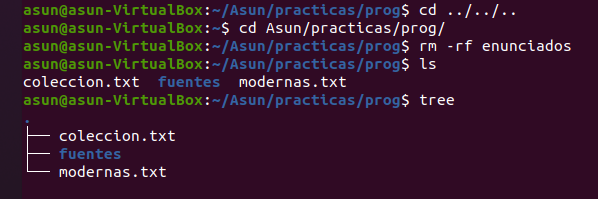 asun@asun-VirtualBox:~/Asun/practicas/prog$ cd ../../..
asun@asun-VirtualBox:~$ cd Asun/practicas/prog/
asun@asun-VirtualBox:~/Asun/practicas/prog$ rm -rf enunciados
asun@asun-VirtualBox:~/Asun/practicas/prog$ ls
coleccion.txt  fuentes  modernas.txt
asun@asun-VirtualBox:~/Asun/practicas/prog$ tree
.
├── coleccion.txt
├── fuentes
└── modernas.txt